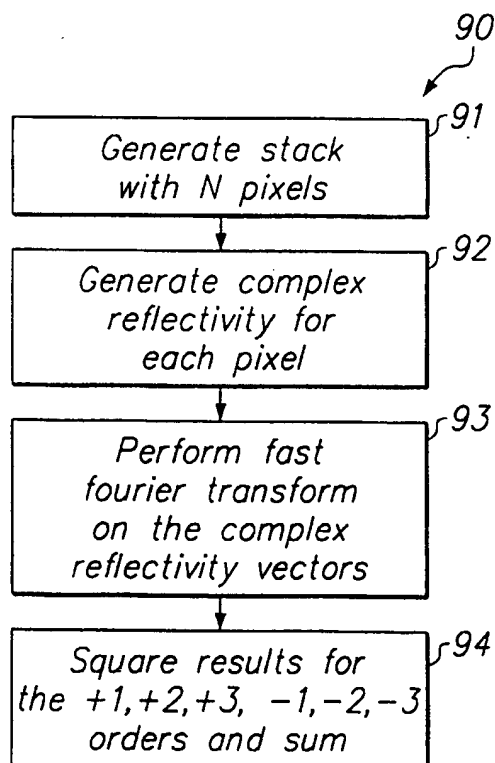 90
91
Generate stack
with N pixels
92
Generate complex
reflectivity for
each pixel
93
Perform fast
fourier transform
on the complex
reflectivity vectors
94
Square results for
the +1,+2,+3, -1,-2,-3
orders and sum